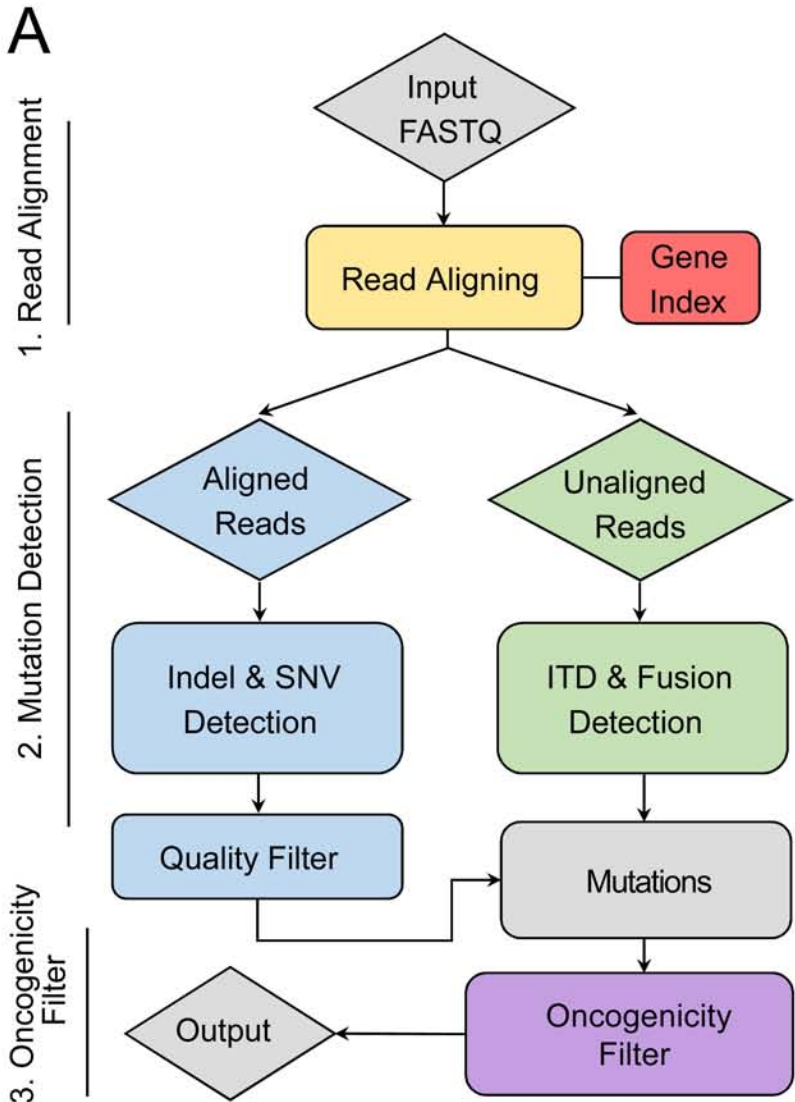 A
1. Read Alignment
Input
FASTQ
Read Aligning
Gene
Index
2. Mutation Detection
Aligned
Reads
Unaligned
Reads
Indel & SNV
Detection
ITD & Fusion
Detection
Quality Filter
Mutations
3. Oncogenicity
Filter
Output
Oncogenicity
Filter